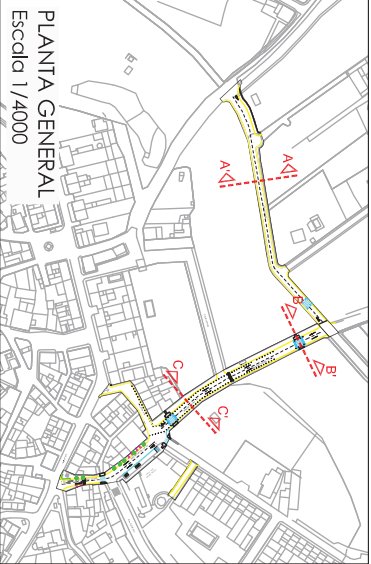 PLANTA GENERAL
Escala 1/4000
A
A'
B
B'
C
C'